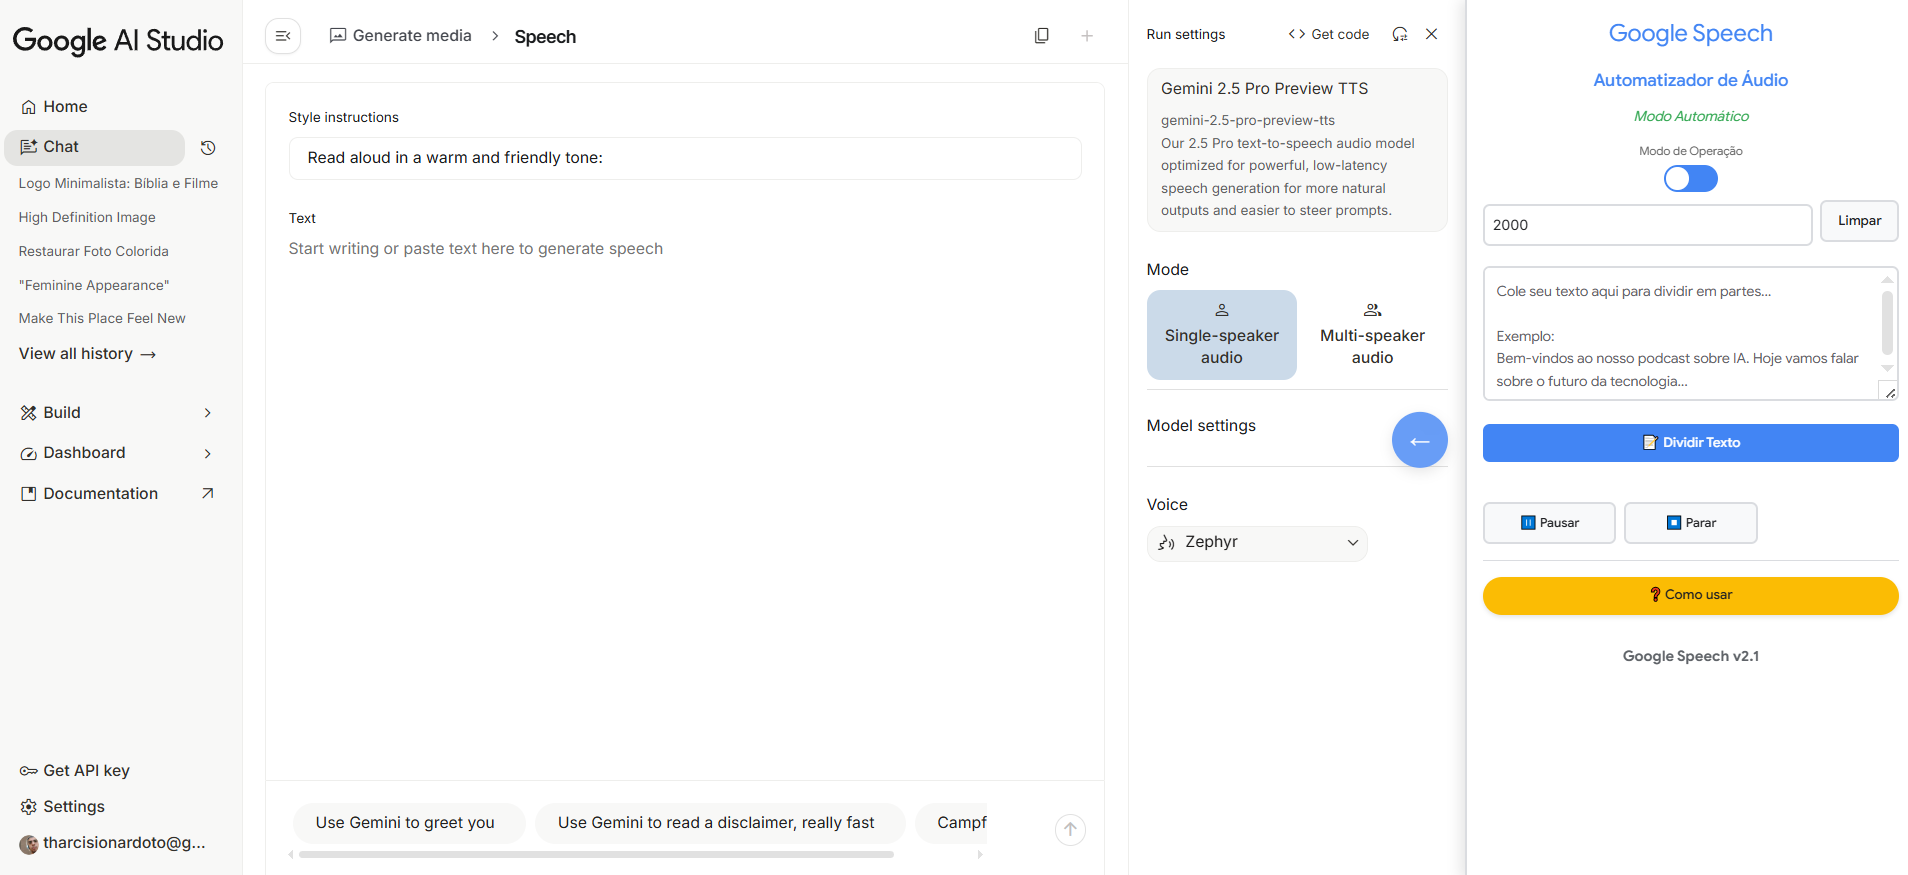 Google AI Studio
Home
Chat
Logo Minimalista: Bíblia e Filme
High Definition Image
Restaurar Foto Colorida
"Feminine Appearance"
Make This Place Feel New
View all history →
Build
Dashboard
Documentation
Get API key
Settings
tharcisionardoto@g...
Generate media > Speech
Style instructions
Read aloud in a warm and friendly tone:
Text
Start writing or paste text here to generate speech
Use Gemini to greet you
Use Gemini to read a disclaimer, really fast
Campf
Run settings
<> Get code
Gemini 2.5 Pro Preview TTS
gemini-2.5-pro-preview-tts
Our 2.5 Pro text-to-speech audio model
optimized for powerful, low-latency
speech generation for more natural
outputs and easier to steer prompts.
Mode
Single-speaker
audio
Multi-speaker
audio
Model settings
←
Voice
Zephyr
Google Speech
Automatizador de Áudio
Modo Automático
Modo de Operação
2000
Limpar
Cole seu texto aqui para dividir em partes...
Exemplo:
Bem-vindos ao nosso podcast sobre IA. Hoje vamos falar
sobre o futuro da tecnologia...
📝 Dividir Texto
⏸️ Pausar
⏹️ Parar
❓ Como usar
Google Speech v2.1